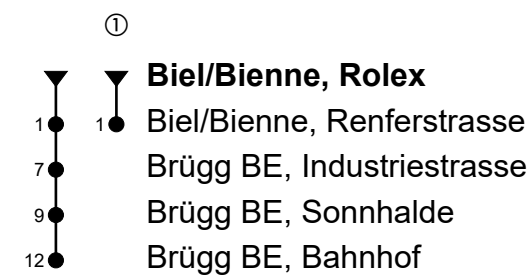 ①
Biel/Bienne, Rolex
1 1 Biel/Bienne, Renferstrasse
7 Brügg BE, Industriestrasse
9 Brügg BE, Sonnhalde
12 Brügg BE, Bahnhof